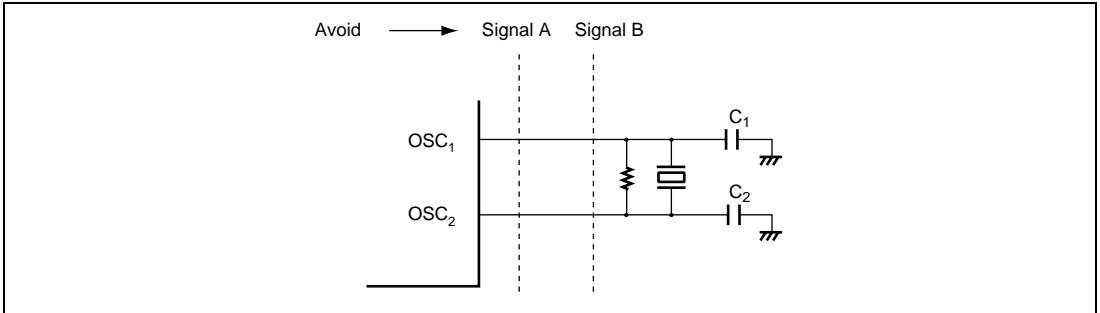 Avoid Signal A Signal B
C₁
OSC₁
C₂
OSC₂